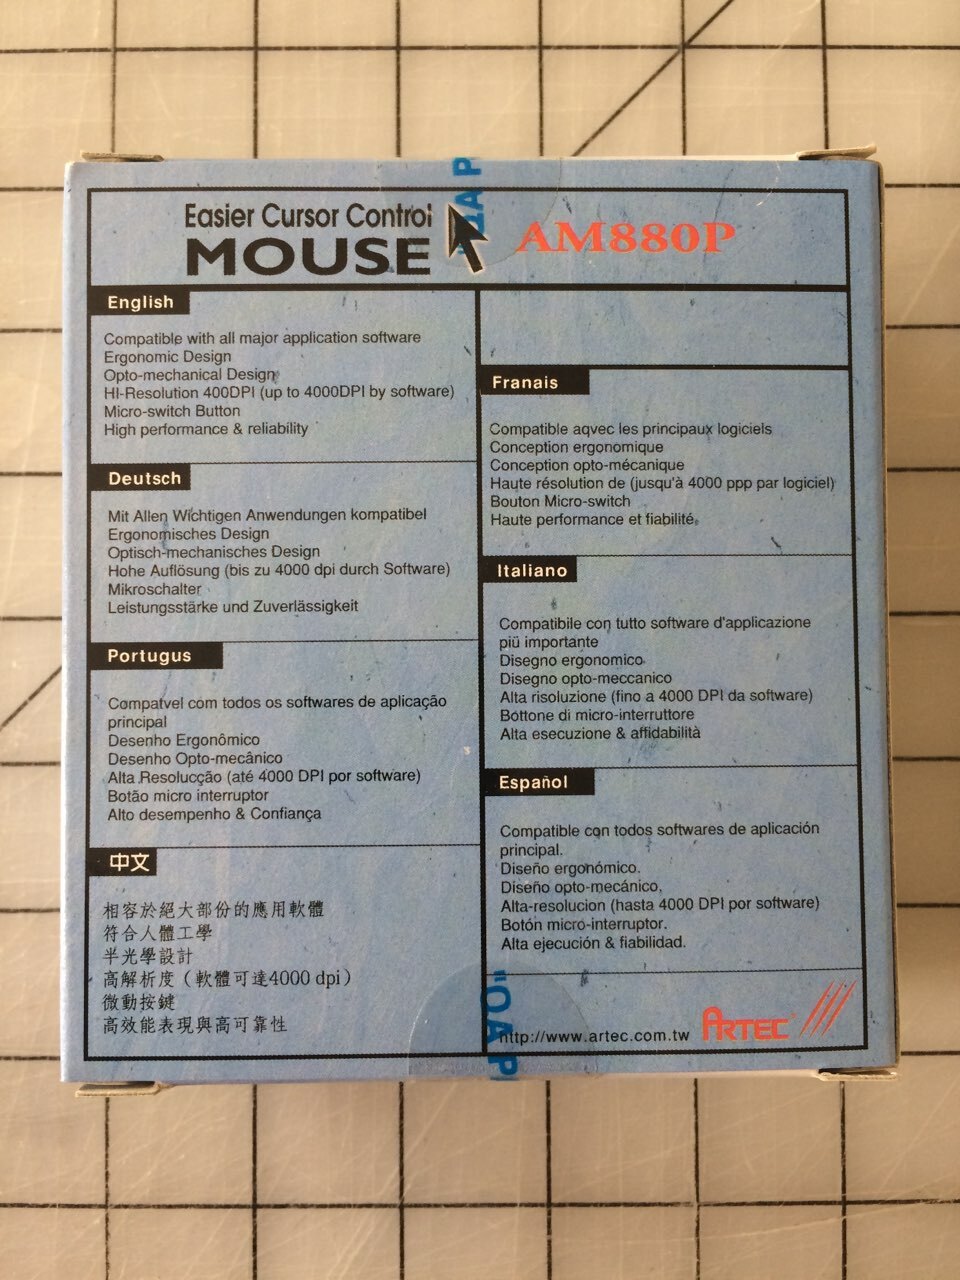 Easier Cursor Control
MOUSE
AM880P
English
Compatible with all major application software
Ergonomic Design
Opto-mechanical Design
HI-Resolution 400DPI (up to 4000DPI by software)
Micro-switch Button
High performance & reliability
Deutsch
Mit Allen Wichtigen Anwendungen kompatibel
Ergonomisches Design
Optisch-mechanisches Design
Hohe Auflösung (bis zu 4000 dpi durch Software)
Mikroschalter
Leistungsstärke und Zuverlässigkeit
Portugus
Compatvel com todos os softwares de aplicação
principal
Desenho Ergonômico
Desenho Opto-mecânico
Alta Resolucção (até 4000 DPI por software)
Botão micro interruptor
Alto desempenho & Confiança
中文
相容於絕大部份的應用軟體
符合人體工學
半光學設計
高解析度（軟體可達4000 dpi）
微動按鍵
高效能表現與高可靠性
Franais
Compatible aqvec les principaux logiciels
Conception ergonomique
Conception opto-mécanique
Haute résolution de (jusqu'à 4000 ppp par logiciel)
Bouton Micro-switch
Haute performance et fiabilité.
Italiano
Compatibile con tutto software d'applicazione
piü importante
Disegno ergonomico
Disegno opto-meccanico
Alta risoluzione (fino a 4000 DPI da software)
Bottone di micro-interruttore
Alta esecuzione & affidabilità
Español
Compatible con todos softwares de aplicación
principal.
Diseño ergónómico.
Diseño opto-mecánico.
Alta-resolucion (hasta 4000 DPI por software)
Botón micro-interruptor.
Alta ejecución & fiabilidad.
http://www.artec.com.tw
ARTEC
"QA P